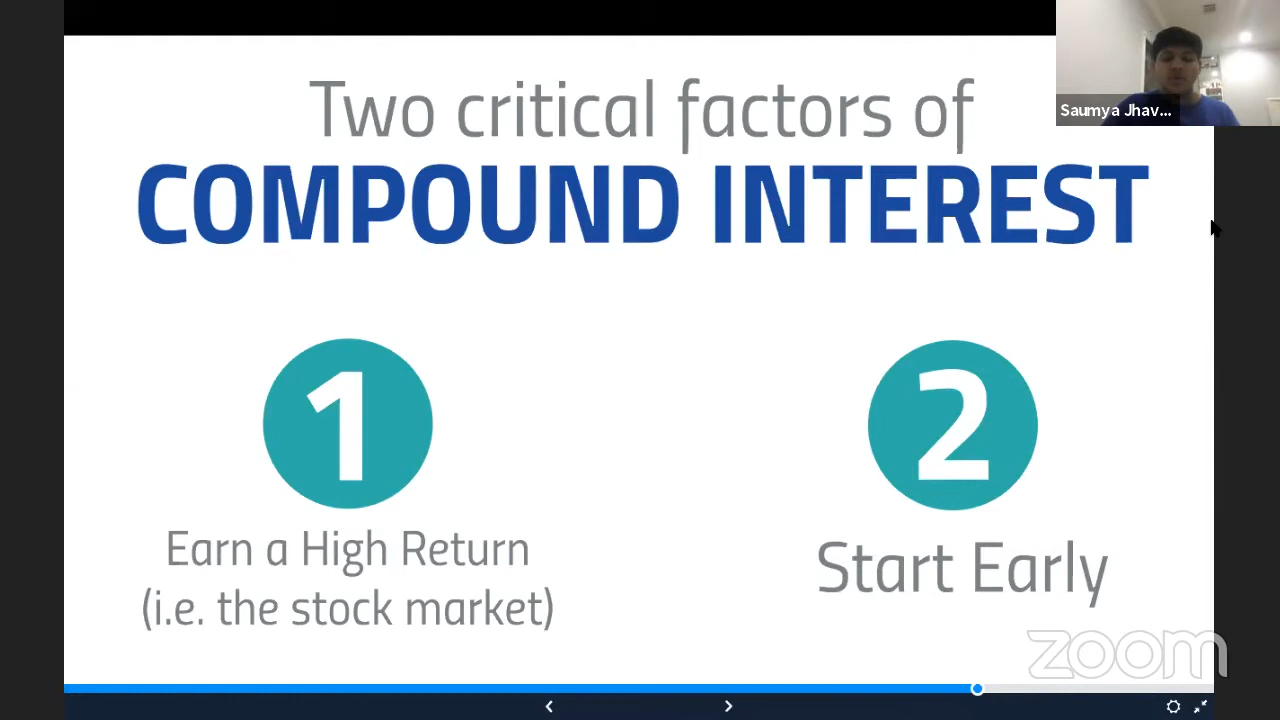 Two critical factors of
COMPOUND INTEREST
Saumya Jhav...
1
2
Earn a High Return
(i.e. the stock market)
Start Early
zoom